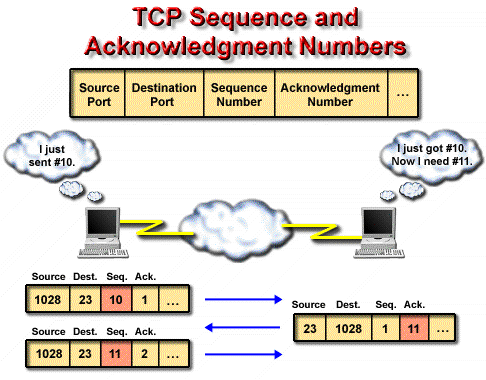 TCP Sequence and
Acknowledgment Numbers
Source Port Destination Port Sequence Number Acknowledgment Number ...
I just
sent #10.
I just got #10.
Now I need #11.
Source Dest. Seq. Ack.
1028 23 10 1 ...
Source Dest. Seq. Ack.
23 1028 1 11 ...
Source Dest. Seq. Ack.
1028 23 11 2 ...